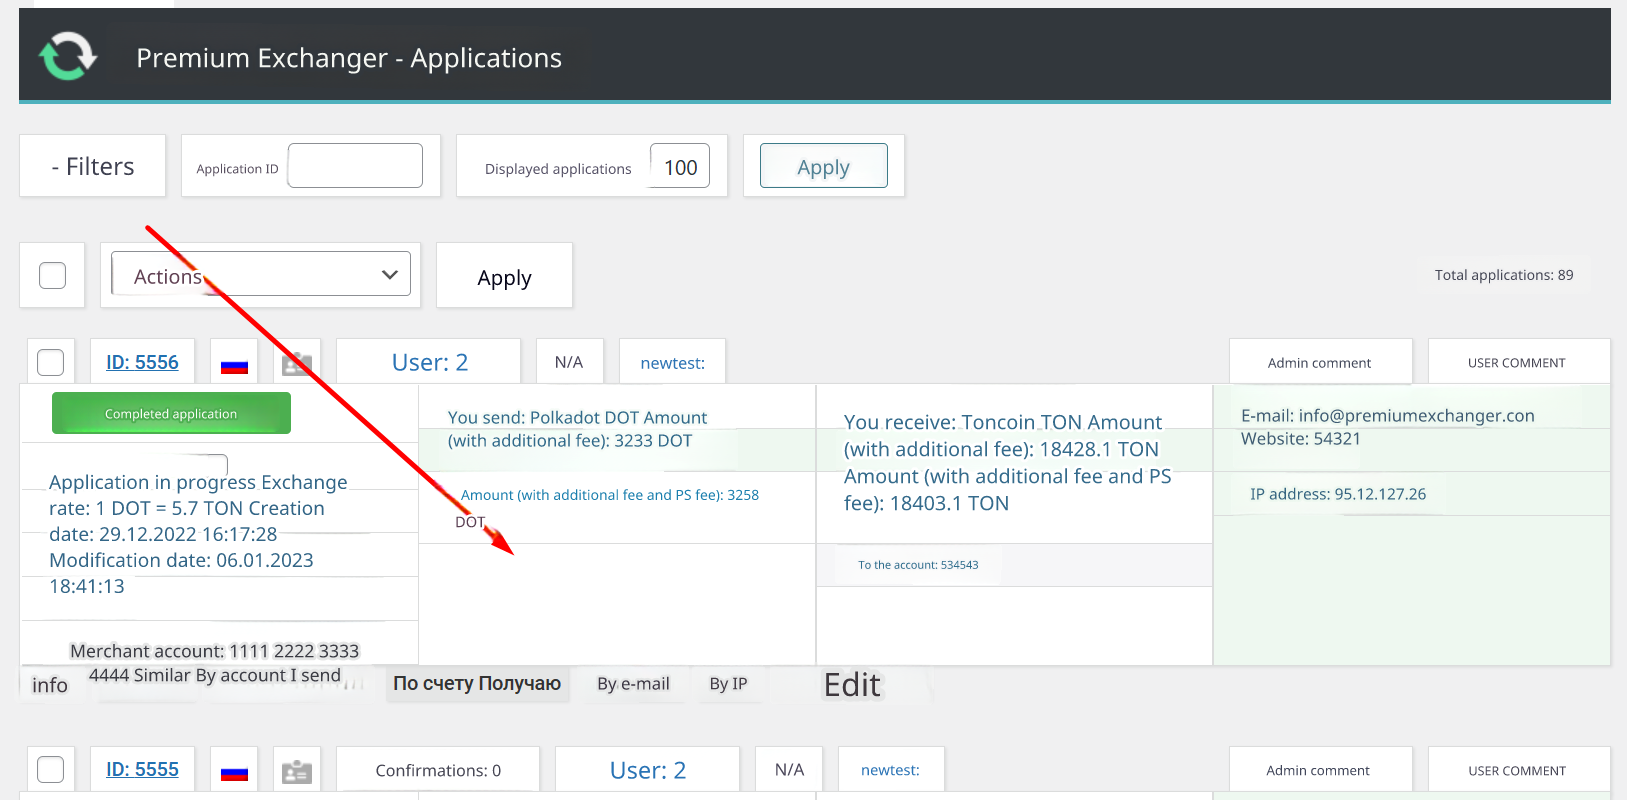 Premium Exchanger - Applications
- Filters
Application ID
Displayed applications
100
Apply
Actions
Apply
Total applications: 89
ID: 5556
User: 2
N/A
newtest:
Admin comment
USER COMMENT
Completed application
Application in progress Exchange
rate: 1 DOT = 5.7 TON Creation
date: 29.12.2022 16:17:28
Modification date: 06.01.2023
18:41:13
Merchant account: 1111 2222 3333
4444 Similar By account I send
You send: Polkadot DOT Amount
(with additional fee): 3233 DOT
Amount (with additional fee and PS fee): 3258
DOT
You receive: Toncoin TON Amount
(with additional fee): 18428.1 TON
Amount (with additional fee and PS
fee): 18403.1 TON
To the account: 534543
E-mail: info@premiumexchanger.con
Website: 54321
IP address: 95.12.127.26
info
По счету Получаю
By e-mail
By IP
Edit
ID: 5555
Confirmations: 0
User: 2
N/A
newtest:
Admin comment
USER COMMENT